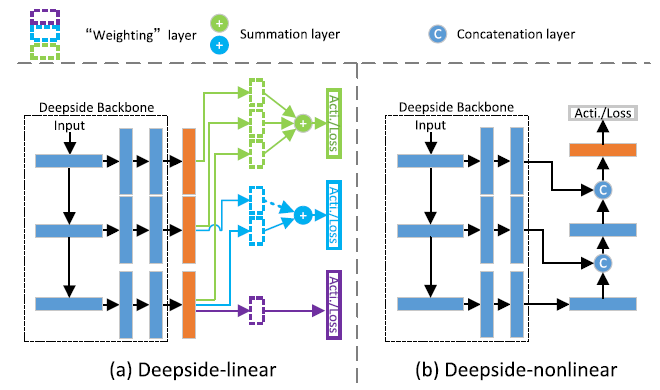 “Weighting” layer
+
+
Summation layer
C
Concatenation layer
Deepside Backbone
Input
+
Acti./Loss
+
Acti./Loss
Acti./Loss
(a) Deepside-linear
Deepside Backbone
Input
Acti./Loss
C
C
(b) Deepside-nonlinear